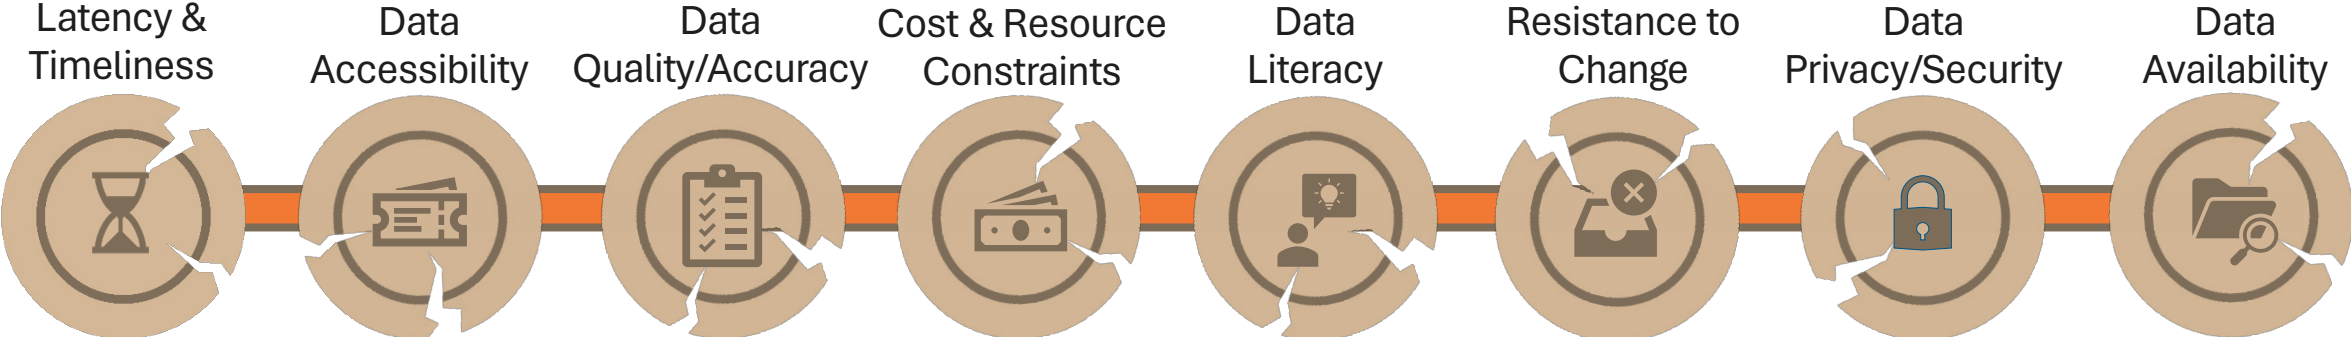 Latency &
Timeliness
Data
Accessibility
Data
Quality/Accuracy
Cost & Resource
Constraints
Data
Literacy
Resistance to
Change
Data
Privacy/Security
Data
Availability